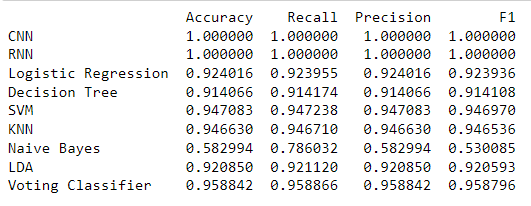 Accuracy Recall Precision F1
CNN 1.000000 1.000000 1.000000 1.000000
RNN 1.000000 1.000000 1.000000 1.000000
Logistic Regression 0.924016 0.923955 0.924016 0.923936
Decision Tree 0.914066 0.914174 0.914066 0.914108
SVM 0.947083 0.947238 0.947083 0.946970
KNN 0.946630 0.946710 0.946630 0.946536
Naive Bayes 0.582994 0.786032 0.582994 0.530085
LDA 0.920850 0.921120 0.920850 0.920593
Voting Classifier 0.958842 0.958866 0.958842 0.958796